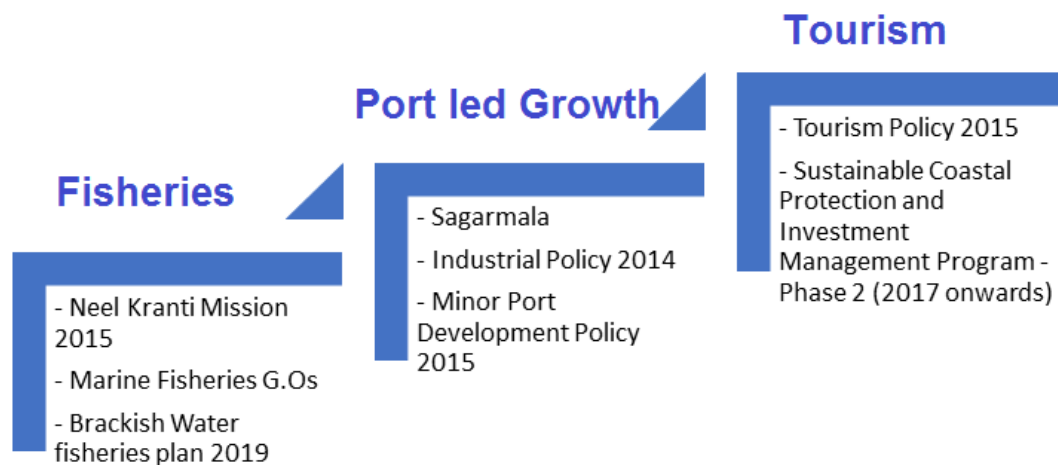 Fisheries
- Neel Kranti Mission
2015
- Marine Fisheries G.Os
- Brackish Water
fisheries plan 2019
Port led Growth
- Sagarmala
- Industrial Policy 2014
- Minor Port
Development Policy
2015
Tourism
- Tourism Policy 2015
- Sustainable Coastal
Protection and
Investment
Management Program -
Phase 2 (2017 onwards)